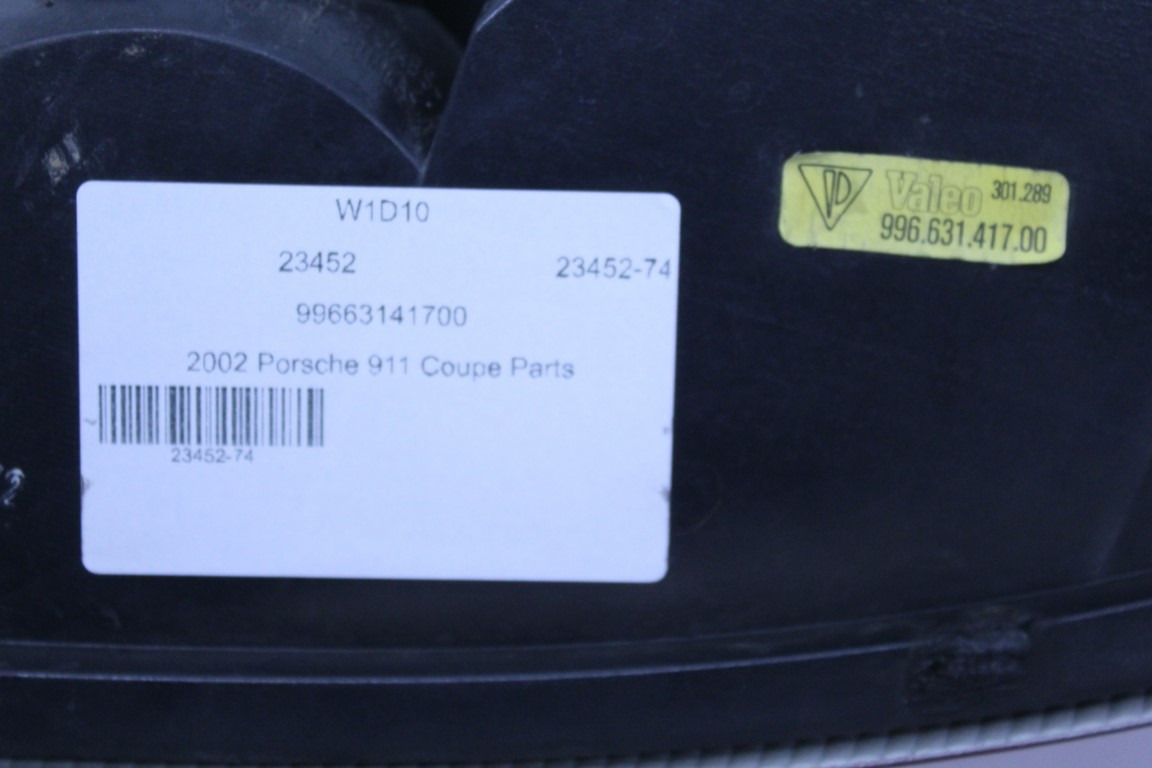 W1D10
23452 23452-74
99663141700
2002 Porsche 911 Coupe Parts
23452-74
Valeo 301.289
996.631.417.00